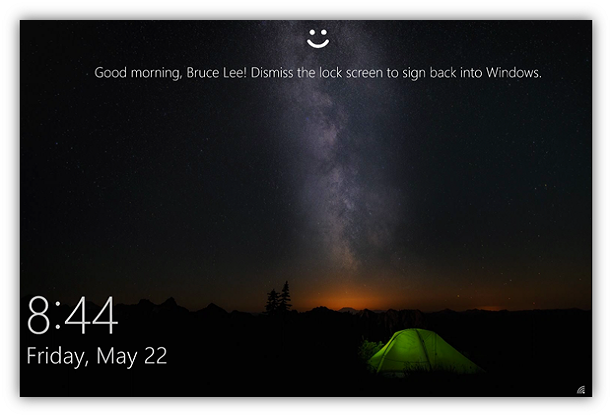 Good morning, Bruce Lee! Dismiss the lock screen to sign back into Windows.
8:44
Friday, May 22